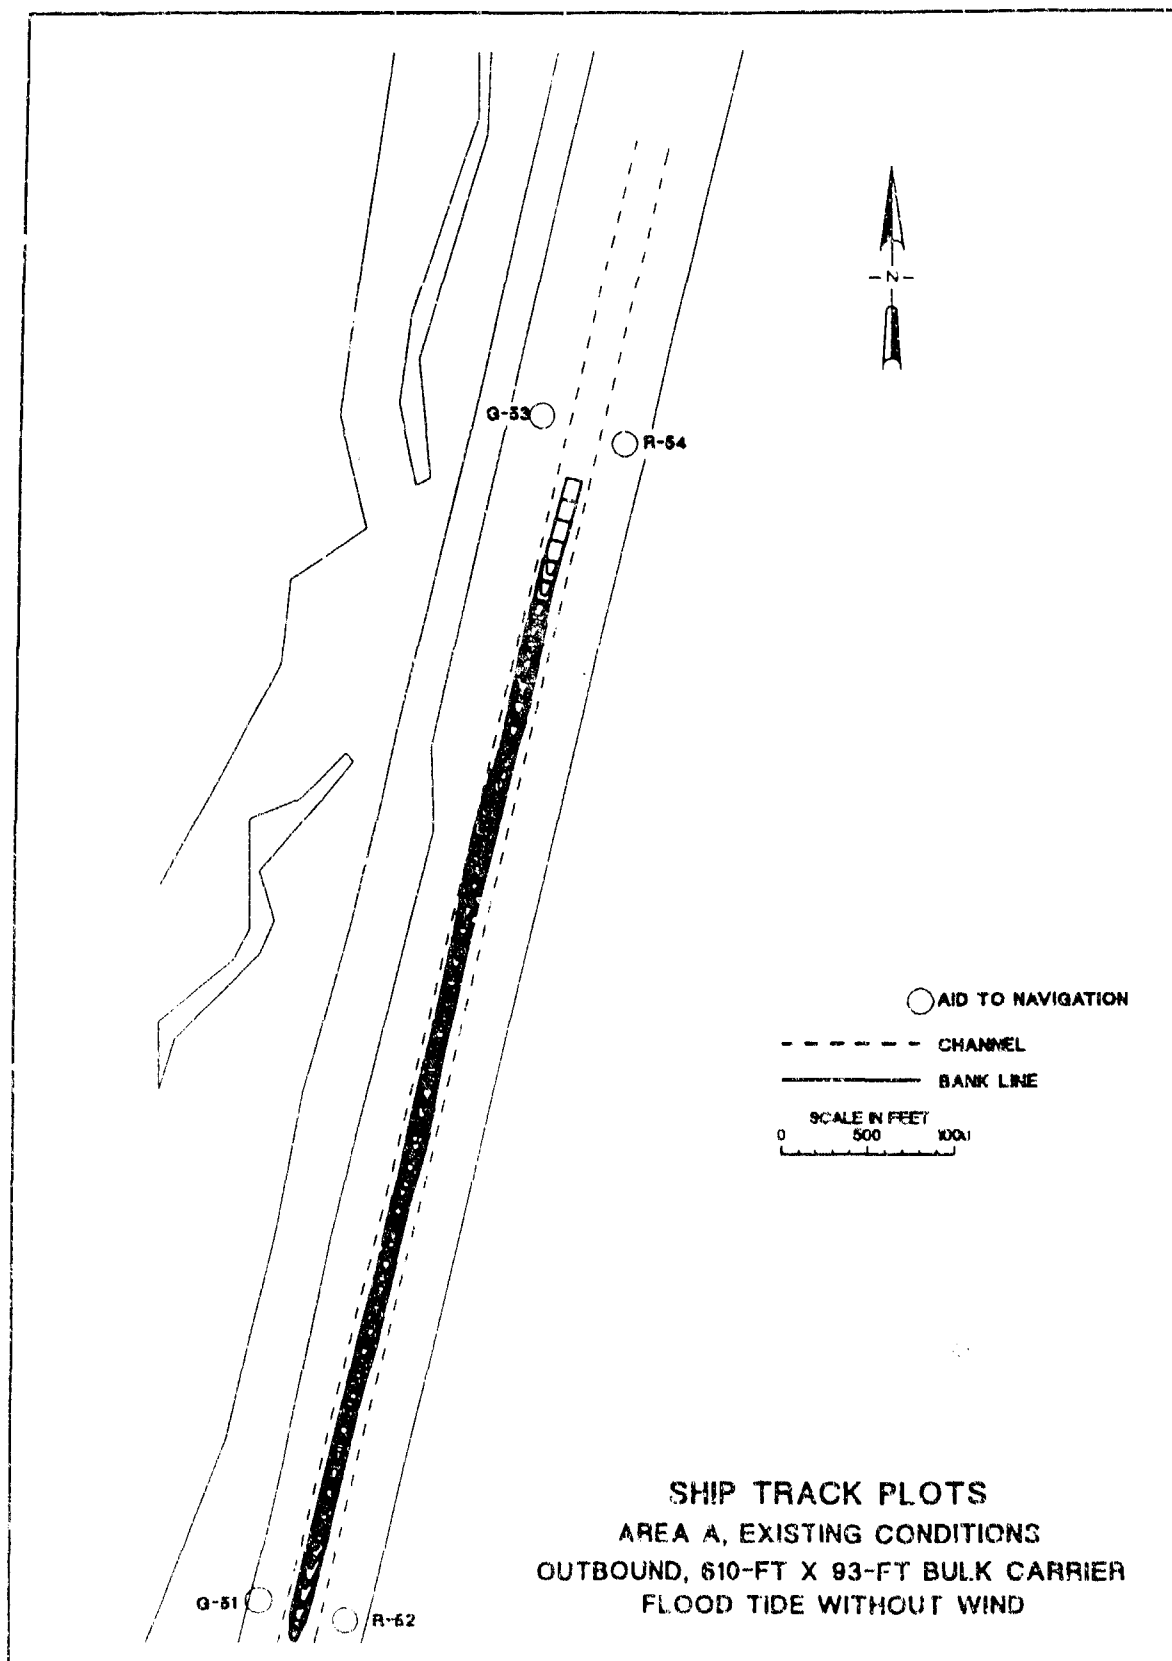 G-53
R-54
-N-
AID TO NAVIGATION
CHANNEL
BANK LINE
SCALE IN FEET
0 500 1000
SHIP TRACK PLOTS
AREA A, EXISTING CONDITIONS
OUTBOUND, 610-FT X 93-FT BULK CARRIER
FLOOD TIDE WITHOUT WIND
G-51
R-52